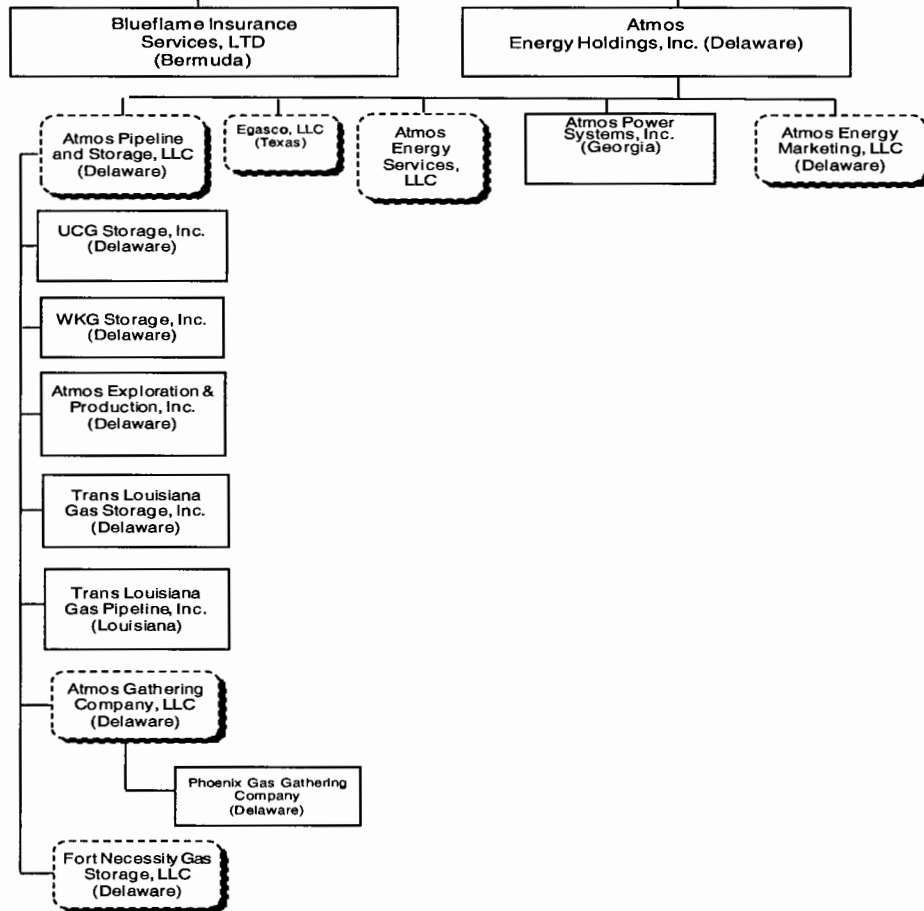 Blueflame Insurance
Services, LTD
(Bermuda)
Atmos
Energy Holdings, Inc. (Delaware)
Atmos Pipeline
and Storage, LLC
(Delaware)
Egasco, LLC
(Texas)
Atmos
Energy
Services,
LLC
Atmos Power
Systems, Inc.
(Georgia)
Atmos Energy
Marketing, LLC
(Delaware)
UCG Storage, Inc.
(Delaware)
WKG Storage, Inc.
(Delaware)
Atmos Exploration &
Production, Inc.
(Delaware)
Trans Louisiana
Gas Storage, Inc.
(Delaware)
Trans Louisiana
Gas Pipeline, Inc.
(Louisiana)
Atmos Gathering
Company, LLC
(Delaware)
Phoenix Gas Gathering
Company
(Delaware)
Fort Necessity Gas
Storage, LLC
(Delaware)